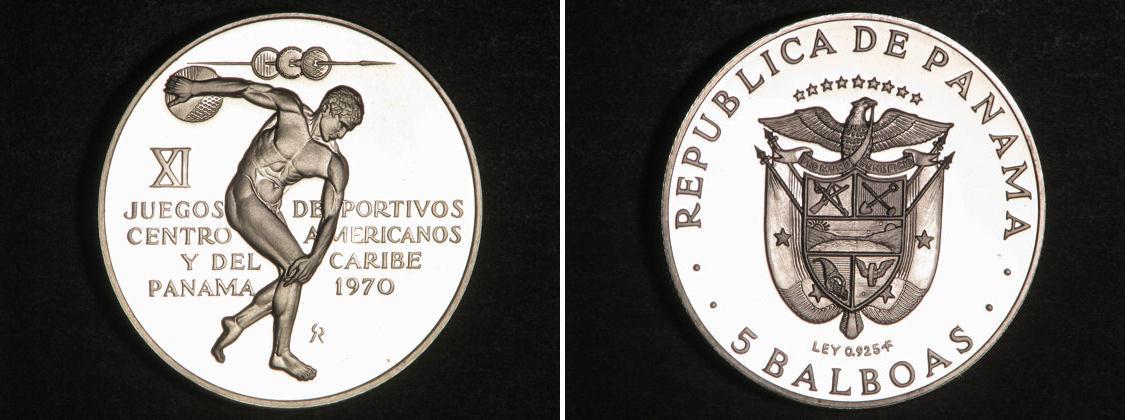 XI
JUEGOS DEPORTIVOS
CENTRO AMERICANOS
Y DEL CARIBE
PANAMA 1970
REPUBLICA DE PANAMA
LEY 0.925
5 BALBOAS